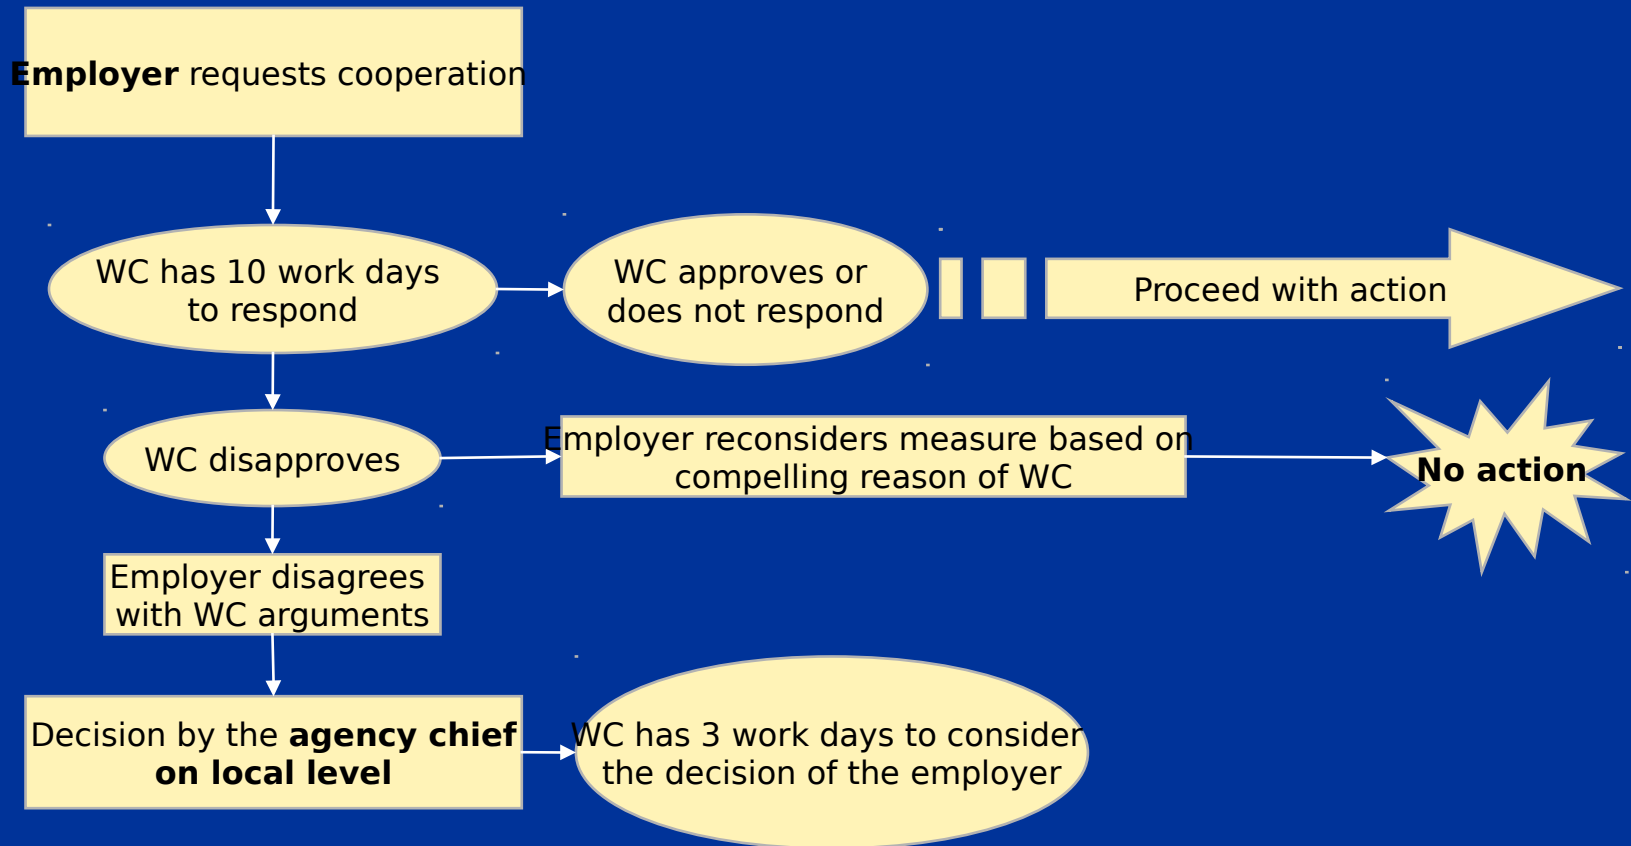 Employer requests cooperation
WC has 10 work days
to respond
WC approves or
does not respond
Proceed with action
WC disapproves
Employer reconsiders measure based on
compelling reason of WC
No action
Employer disagrees
with WC arguments
Decision by the agency chief
on local level
WC has 3 work days to consider
the decision of the employer